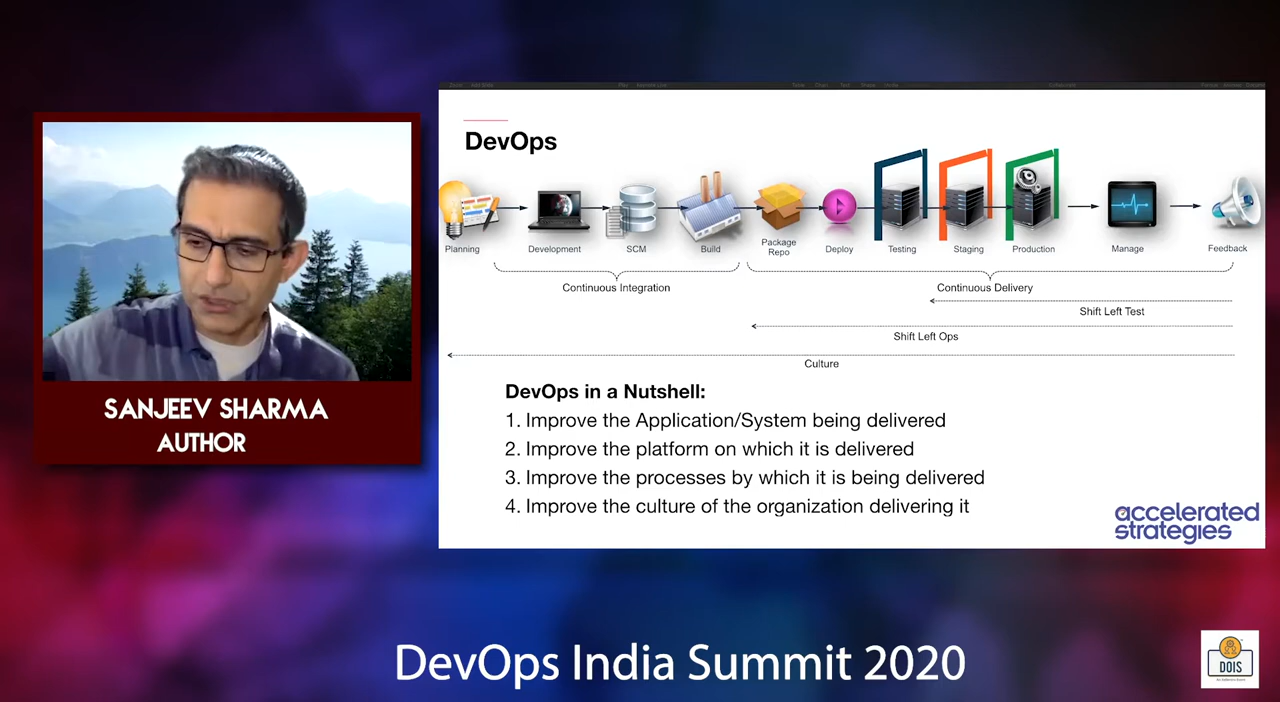 DevOps
Planning
Development
SCM
Build
Package
Repo
Deploy
Testing
Staging
Production
Manage
Feedback
Continuous Integration
Continuous Delivery
Shift Left Test
Shift Left Ops
Culture
DevOps in a Nutshell:
1. Improve the Application/System being delivered
2. Improve the platform on which it is delivered
3. Improve the processes by which it is being delivered
4. Improve the culture of the organization delivering it
accelerated
strategies
SANJEEV SHARMA
AUTHOR
DevOps India Summit 2020
DOIS